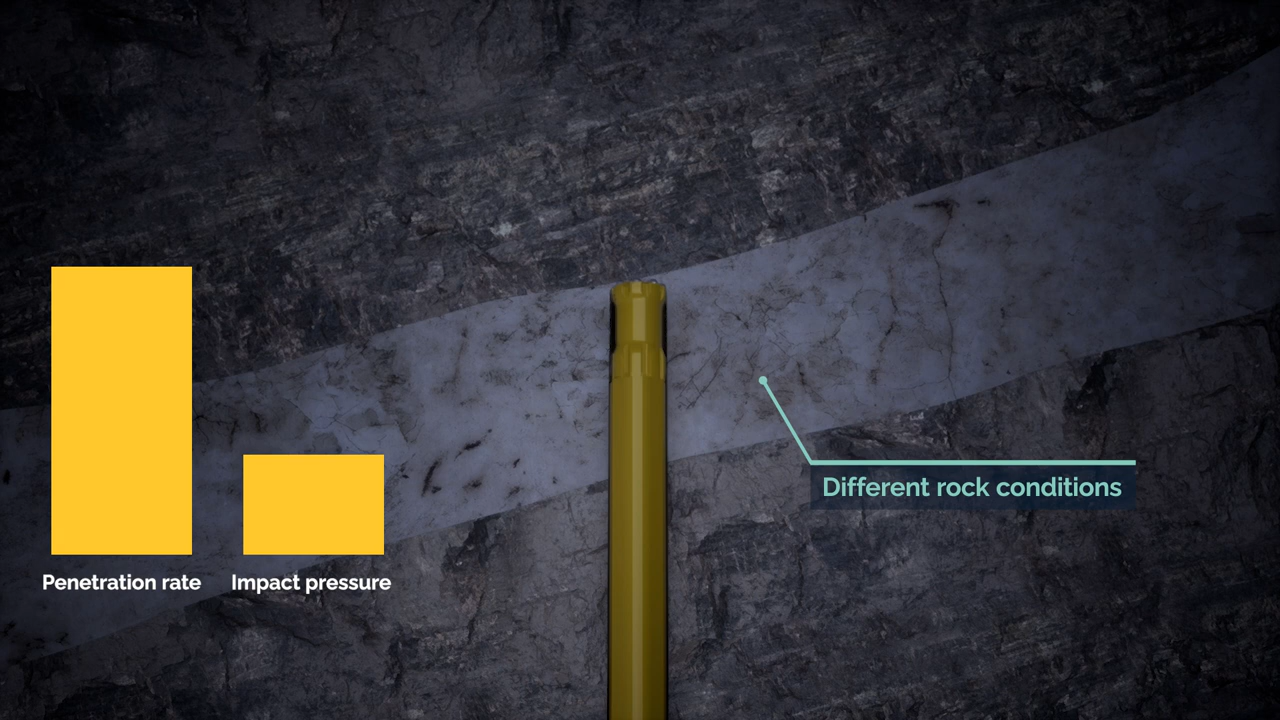 Different rock conditions
Penetration rate
Impact pressure